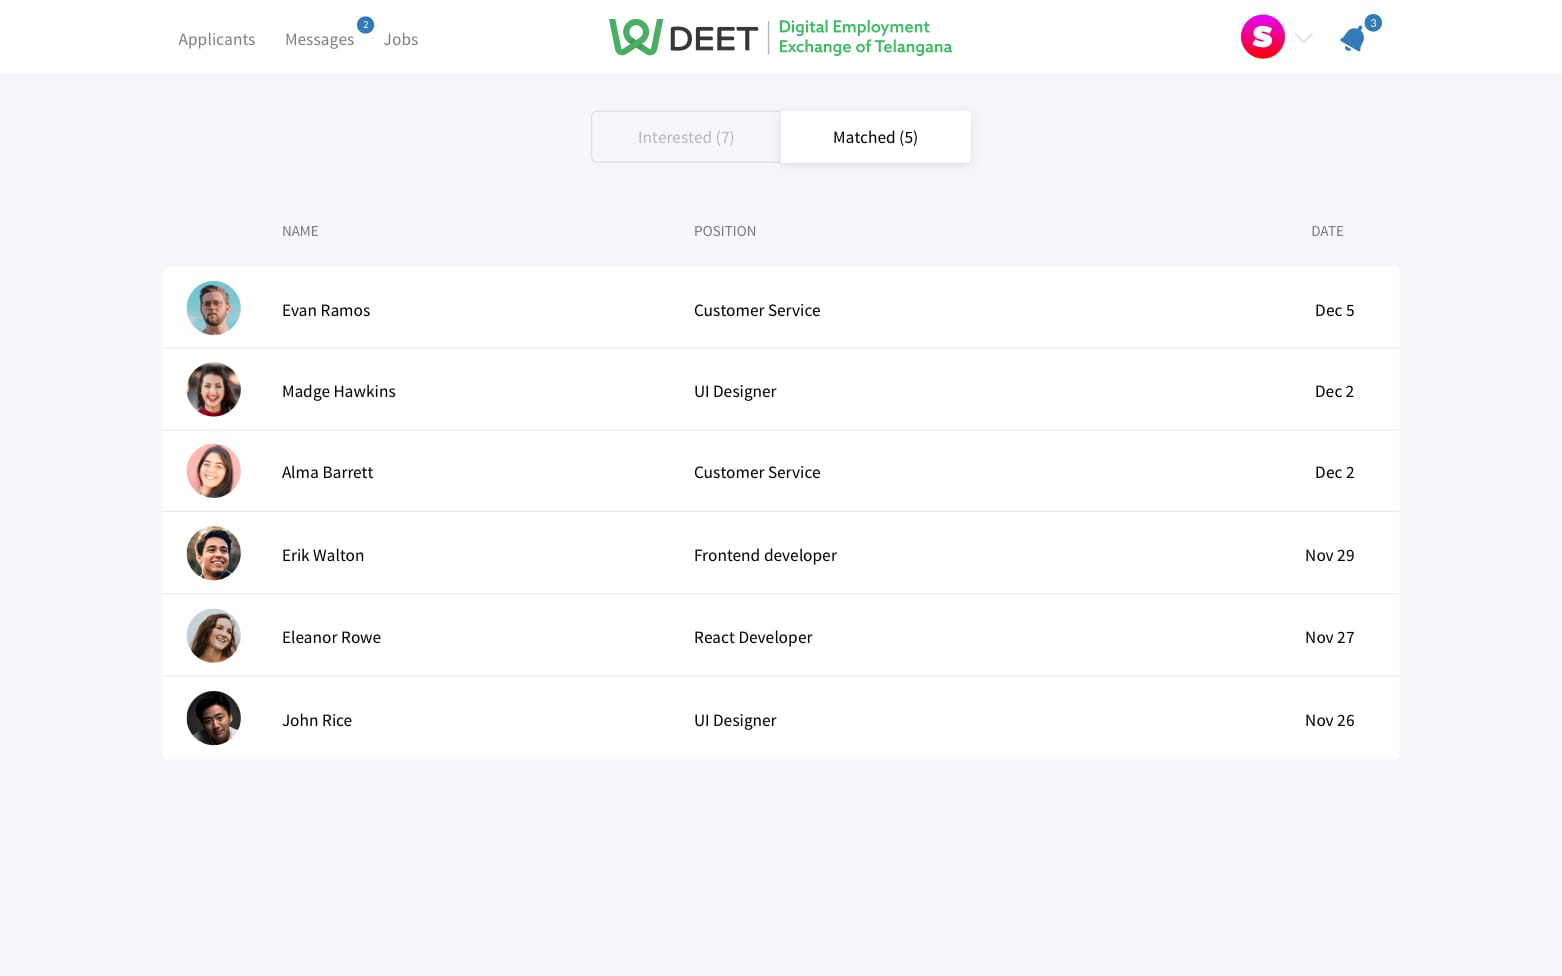 Applicants
Messages
2
Jobs
DEET
Digital Employment
Exchange of Telangana
S
3
Interested (7)
Matched (5)
NAME POSITION DATE
Evan Ramos Customer Service Dec 5
Madge Hawkins UI Designer Dec 2
Alma Barrett Customer Service Dec 2
Erik Walton Frontend developer Nov 29
Eleanor Rowe React Developer Nov 27
John Rice UI Designer Nov 26